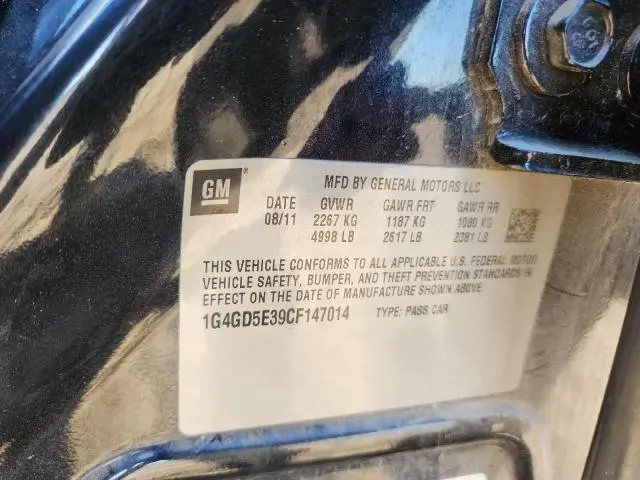 GM
MFD BY GENERAL MOTORS LLC
DATE GVWR GAWR FRT GAWR RR
08/11 2267 KG 1187 KG 1080 KG
4998 LB 2617 LB 2381 LB
THIS VEHICLE CONFORMS TO ALL APPLICABLE U.S. FEDERAL MOTOR
VEHICLE SAFETY, BUMPER, AND THEFT PREVENTION STANDARDS IN
EFFECT ON THE DATE OF MANUFACTURE SHOWN ABOVE.
1G4GD5E39CF147014 TYPE: PASS CAR